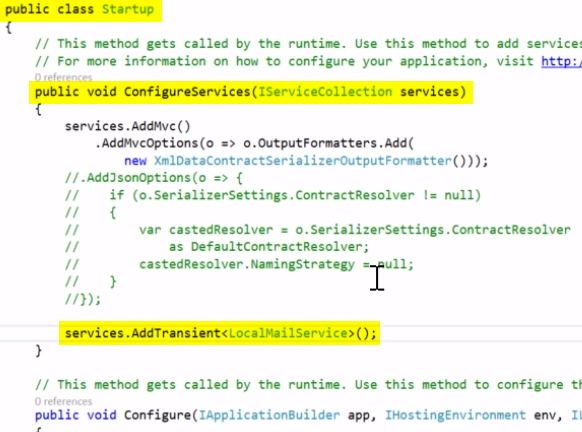 public class Startup
{
// This method gets called by the runtime. Use this method to add services
// For more information on how to configure your application, visit http:/
0 references
public void ConfigureServices(IServiceCollection services)
{
services.AddMvc()
.AddMvcOptions(o => o.OutputFormatters.Add(
new XmlDataContractSerializerOutputFormatter()));
//.AddJsonOptions(o => {
// if (o.SerializerSettings.ContractResolver != null)
// {
// var castedResolver = o.SerializerSettings.ContractResolver
// as DefaultContractResolver;
// castedResolver.NamingStrategy = null;
// }
//});
services.AddTransient<LocalMailService>();
}
// This method gets called by the runtime. Use this method to configure th
0 references
public void Configure(IApplicationBuilder app, IHostingEnvironment env, IL
{